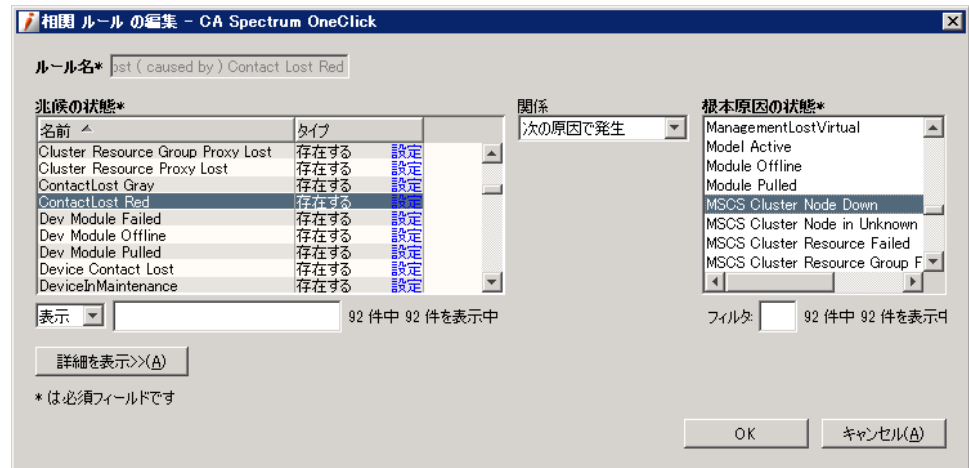 相関 ルール の編集 - CA Spectrum OneClick
ルール名* ost ( caused by ) Contact Lost Red
兆候の状態*
名前 タイプ
Cluster Resource Group Proxy Lost 存在する 設定
Cluster Resource Proxy Lost 存在する 設定
ContactLost Gray 存在する 設定
ContactLost Red 存在する 設定
Dev Module Failed 存在する 設定
Dev Module Offline 存在する 設定
Dev Module Pulled 存在する 設定
Device Contact Lost 存在する 設定
DeviceInMaintenance 存在する 設定
表示 92 件中 92 件を表示中
関係
次の原因で発生
根本原因の状態*
ManagementLostVirtual
Model Active
Module Offline
Module Pulled
MSCS Cluster Node Down
MSCS Cluster Node in Unknown
MSCS Cluster Resource Failed
MSCS Cluster Resource Group F
フィルタ: 92 件中 92 件を表示中
詳細を表示>>(A)
* は必須フィールドです
OK キャンセル(A)